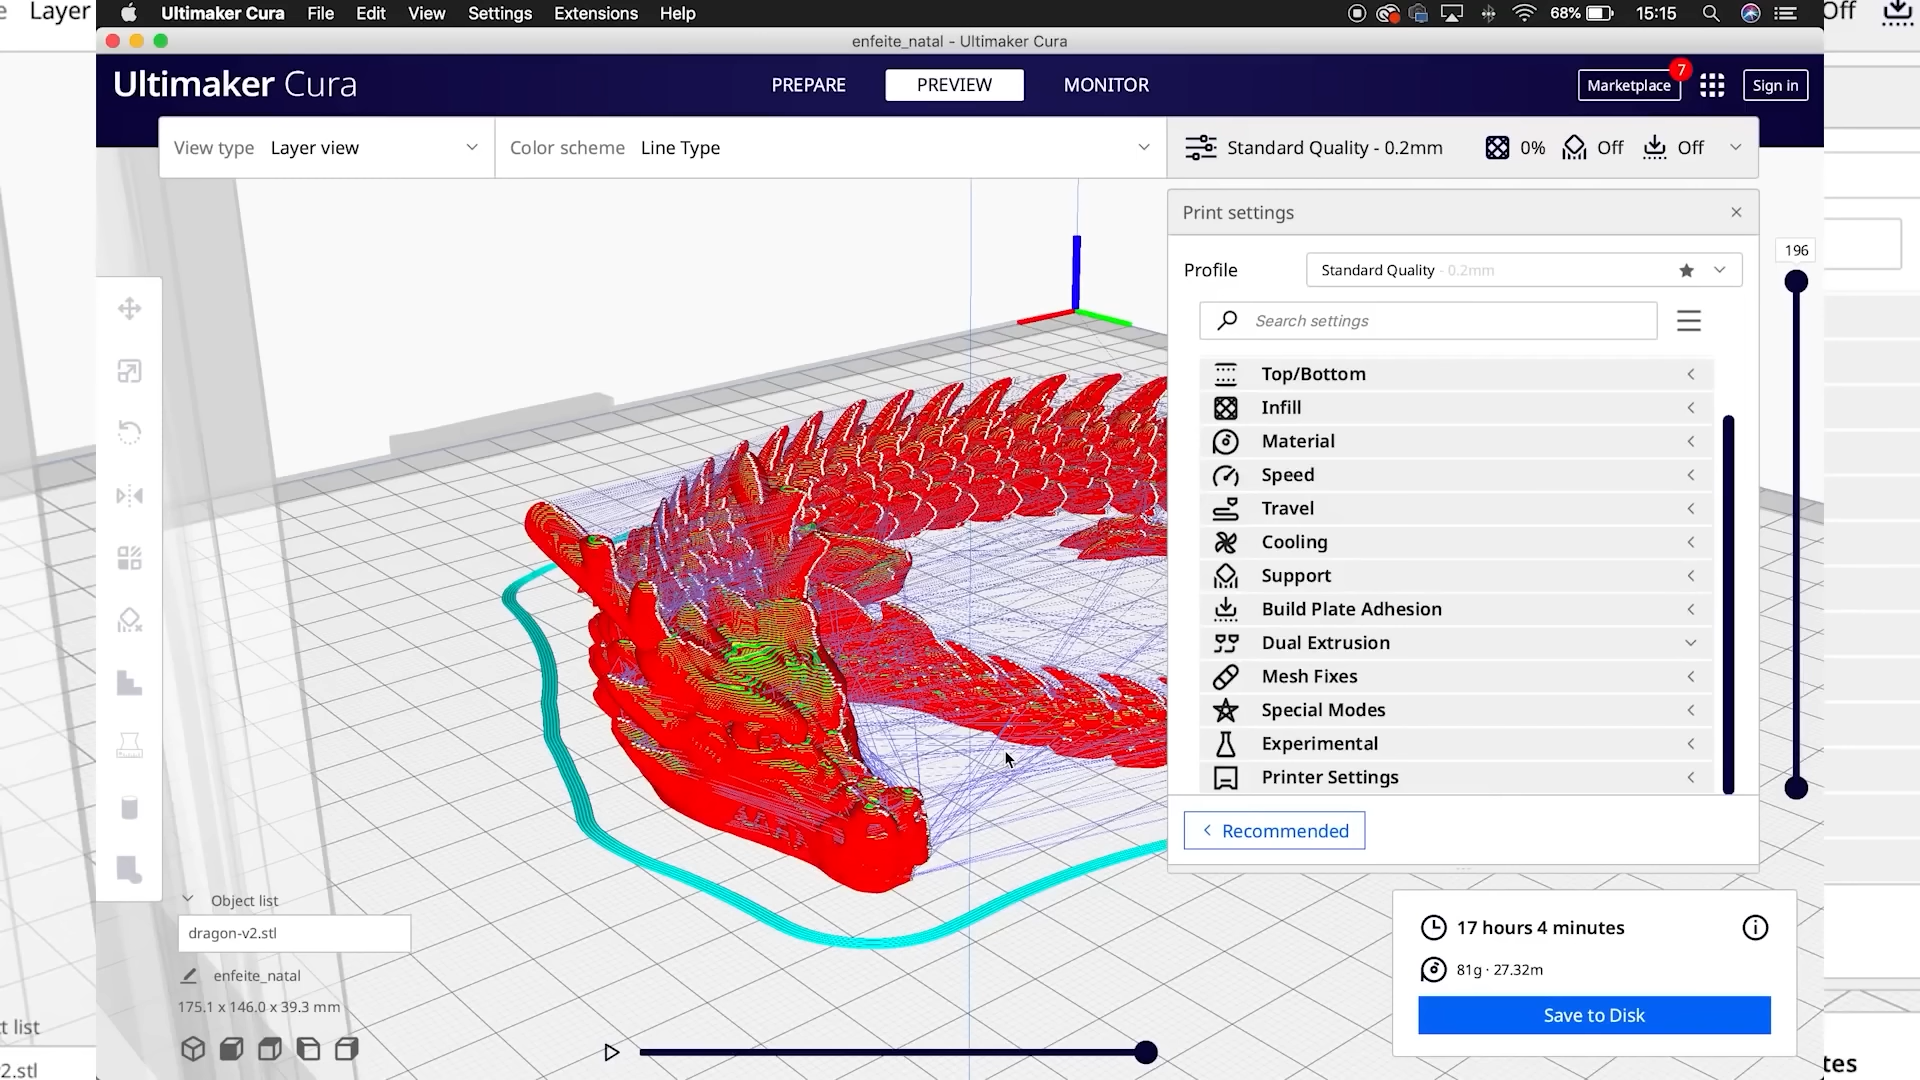 Layer
Off
Ultimaker Cura File Edit View Settings Extensions Help
68% 15:15
enfeite_natal - Ultimaker Cura
Ultimaker Cura
PREPARE PREVIEW MONITOR
Marketplace 7 Sign in
View type Layer view
Color scheme Line Type
Standard Quality - 0.2mm 0% Off Off
Print settings
Profile Standard Quality - 0.2mm
Search settings
Top/Bottom
Infill
Material
Speed
Travel
Cooling
Support
Build Plate Adhesion
Dual Extrusion
Mesh Fixes
Special Modes
Experimental
Printer Settings
Recommended
196
Object list
dragon-v2.stl
enfeite_natal
175.1 x 146.0 x 39.3 mm
17 hours 4 minutes
81g · 27.32m
Save to Disk
t list
2.stl
tes